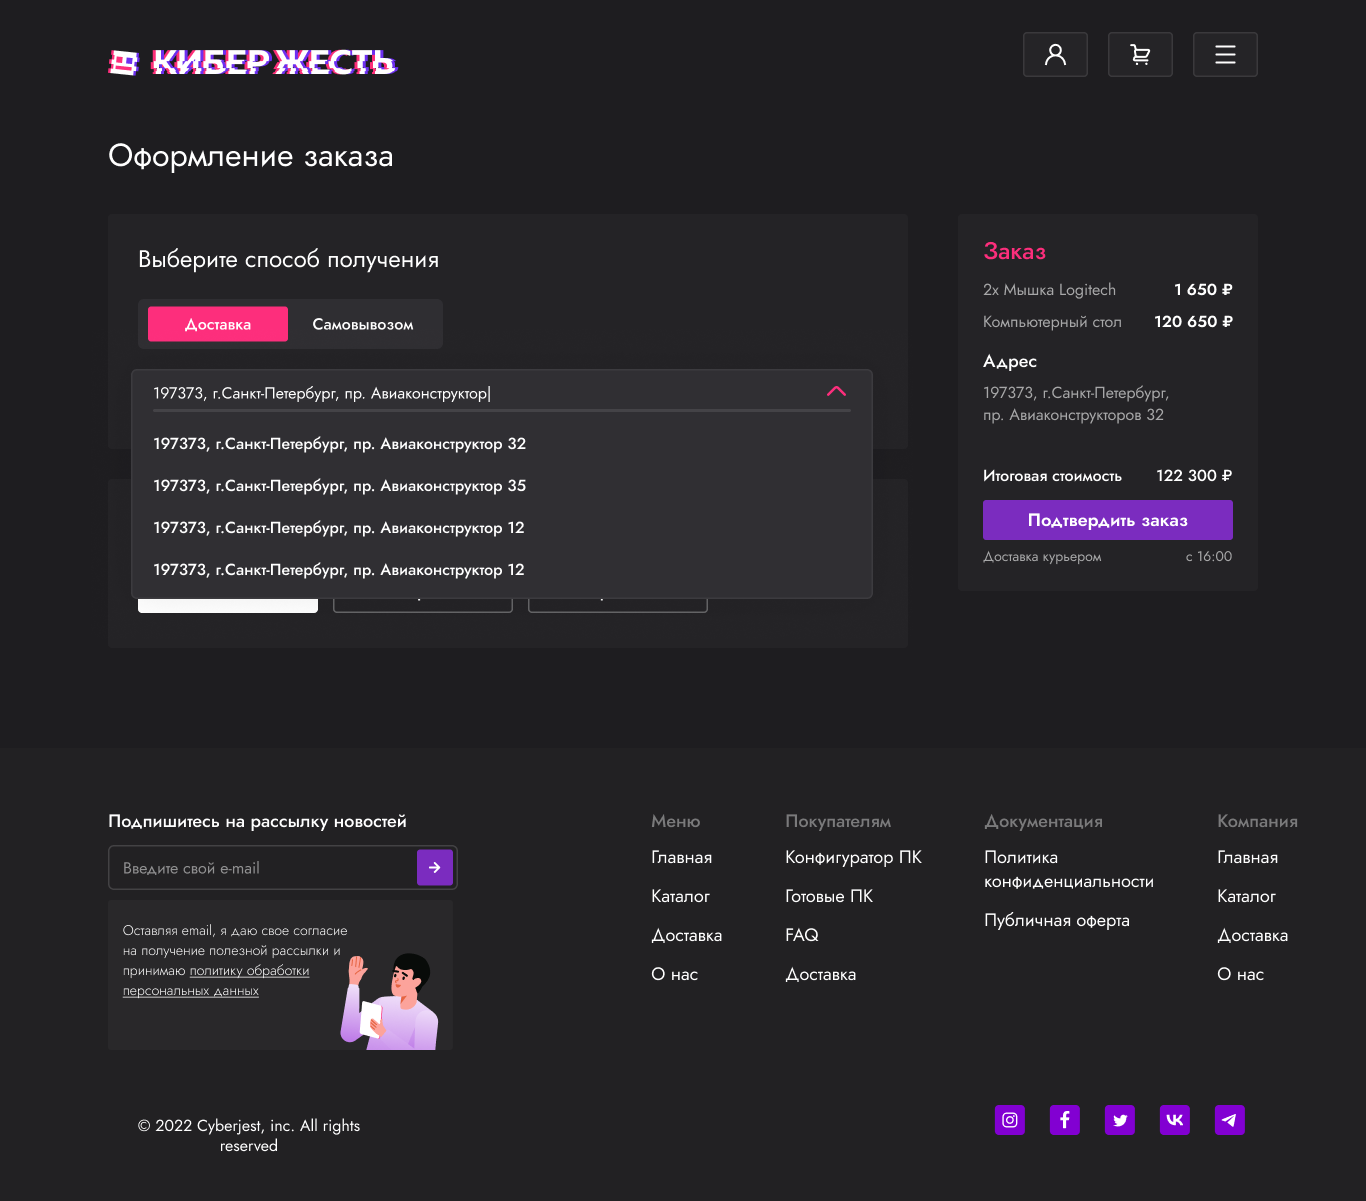 КИБЕРЖЕСТЬ
Оформление заказа
Выберите способ получения
Доставка Самовывозом
197373, г.Санкт-Петербург, пр. Авиаконструктор|
197373, г.Санкт-Петербург, пр. Авиаконструктор 32
197373, г.Санкт-Петербург, пр. Авиаконструктор 35
197373, г.Санкт-Петербург, пр. Авиаконструктор 12
197373, г.Санкт-Петербург, пр. Авиаконструктор 12
Заказ
2x Мышка Logitech 1 650 ₽
Компьютерный стол 120 650 ₽
Адрес
197373, г.Санкт-Петербург,
пр. Авиаконструкторов 32
Итоговая стоимость 122 300 ₽
Подтвердить заказ
Доставка курьером с 16:00
Подпишитесь на рассылку новостей
Введите свой e-mail
Оставляя email, я даю свое согласие
на получение полезной рассылки и
принимаю политику обработки
персональных данных
Меню
Главная
Каталог
Доставка
О нас
Покупателям
Конфигуратор ПК
Готовые ПК
FAQ
Доставка
Документация
Политика
конфиденциальности
Публичная оферта
Компания
Главная
Каталог
Доставка
О нас
© 2022 Cyberjest, inc. All rights
reserved